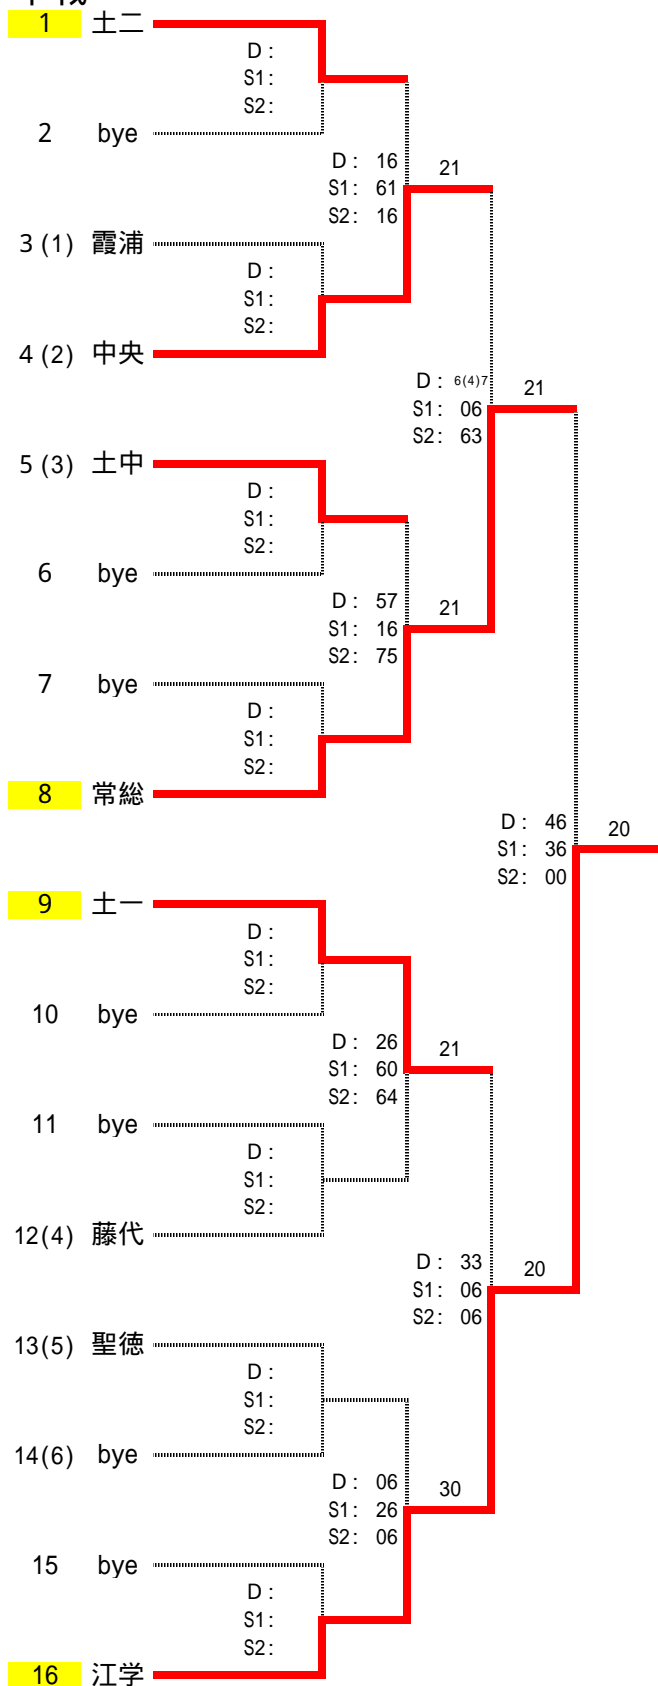 1 土二
D :
S1:
S2:
2 bye
D : 16
S1: 61
S2: 16
21
3 (1) 霞浦
D :
S1:
S2:
4 (2) 中央
D : 6(4)7
S1: 06
S2: 63
21
5 (3) 土中
D :
S1:
S2:
6 bye
D : 57
S1: 16
S2: 75
21
7 bye
D :
S1:
S2:
8 常総
D : 46
S1: 36
S2: 00
20
9 土一
D :
S1:
S2:
10 bye
D : 26
S1: 60
S2: 64
21
11 bye
D :
S1:
S2:
12(4) 藤代
D : 33
S1: 06
S2: 06
20
13(5) 聖徳
D :
S1:
S2:
14(6) bye
D : 06
S1: 26
S2: 06
30
15 bye
D :
S1:
S2:
16 江学